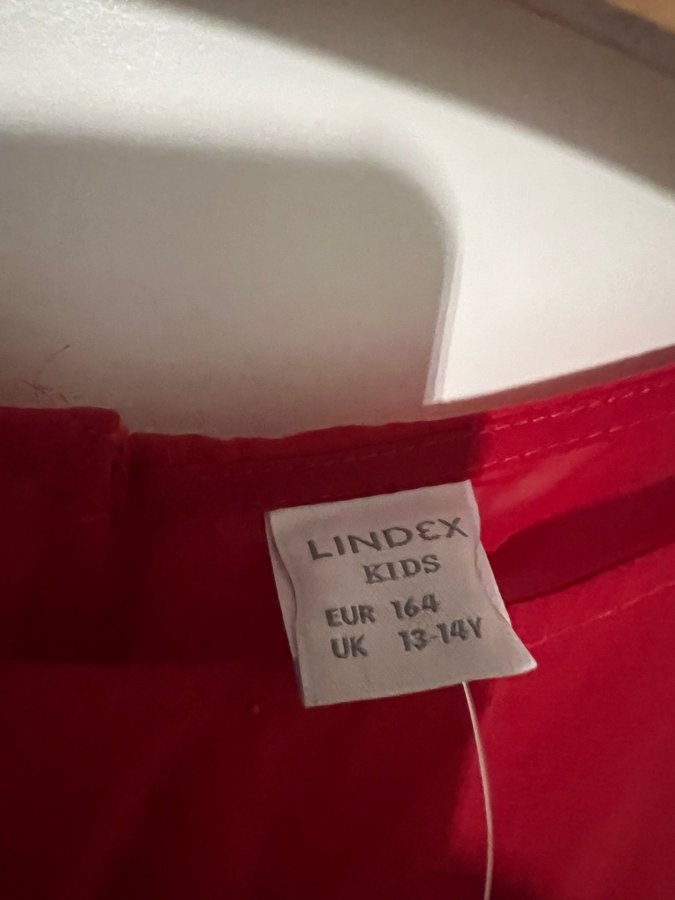 LINDEX
KIDS
EUR 164
UK 13-14Y